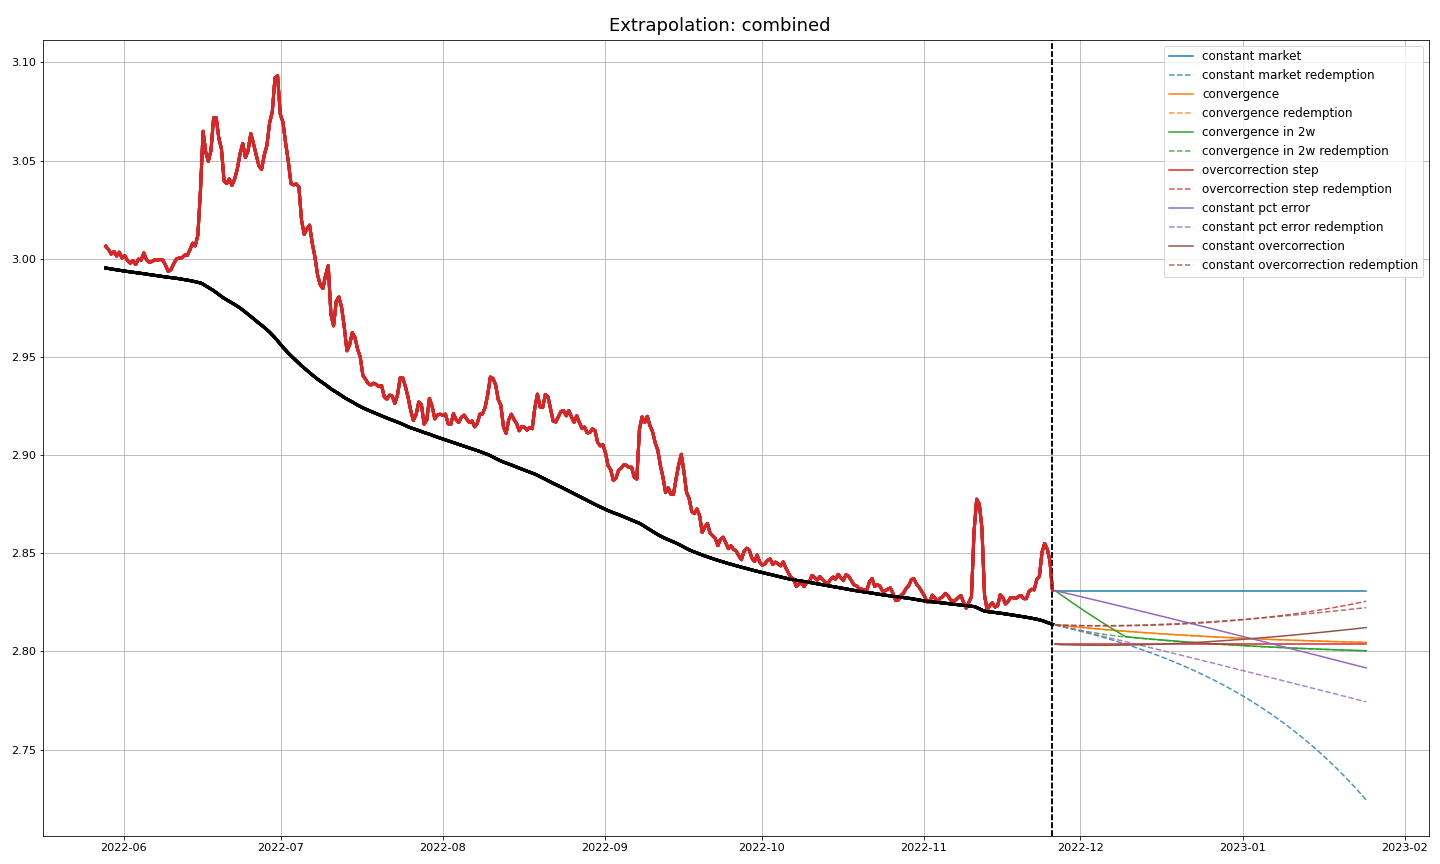 Extrapolation: combined
3.10
3.05
3.00
2.95
2.90
2.85
2.80
2.75
constant market
constant market redemption
convergence
convergence redemption
convergence in 2w
convergence in 2w redemption
overcorrection step
overcorrection step redemption
constant pct error
constant pct error redemption
constant overcorrection
constant overcorrection redemption
2022-06
2022-07
2022-08
2022-09
2022-10
2022-11
2022-12
2023-01
2023-02